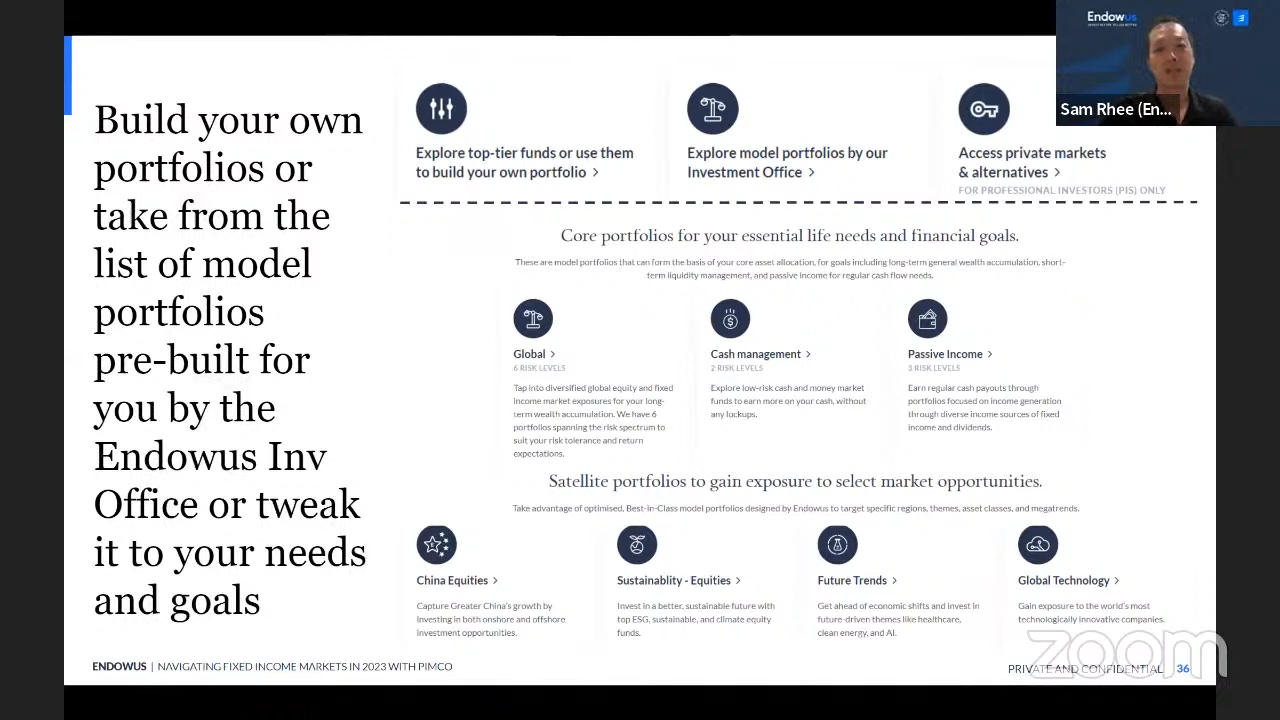 Endowus
Sam Rhee (En...
Build your own
portfolios or
take from the
list of model
portfolios
pre-built for
you by the
Endowus Inv
Office or tweak
it to your needs
and goals
Explore top-tier funds or use them
to build your own portfolio >
Explore model portfolios by our
Investment Office >
Access private markets
& alternatives >
FOR PROFESSIONAL INVESTORS (PIS) ONLY
Core portfolios for your essential life needs and financial goals.
These are model portfolios that can form the basis of your core asset allocation, for goals including long-term general wealth accumulation, short-
term liquidity management, and passive income for regular cash flow needs.
Global >
6 RISK LEVELS
Tap into diversified global equity and fixed
income market exposures for your long-
term wealth accumulation. We have 6
portfolios spanning the risk spectrum to
suit your risk tolerance and return
expectations.
Cash management >
2 RISK LEVELS
Explore low-risk cash and money market
funds to earn more on your cash, without
any lockups.
Passive Income >
3 RISK LEVELS
Earn regular cash payouts through
portfolios focused on income generation
through diverse income sources of fixed
income and dividends.
Satellite portfolios to gain exposure to select market opportunities.
Take advantage of optimised, Best-in-Class model portfolios designed by Endowus to target specific regions, themes, asset classes, and megatrends.
China Equities >
Capture Greater China's growth by
investing in both onshore and offshore
investment opportunities.
Sustainablity - Equities >
Invest in a better, sustainable future with
top ESG, sustainable, and climate equity
funds.
Future Trends >
Get ahead of economic shifts and invest in
future-driven themes like healthcare,
clean energy, and AI.
Global Technology >
Gain exposure to the world's most
technologically innovative companies.
ENDOWUS | NAVIGATING FIXED INCOME MARKETS IN 2023 WITH PIMCO
PRIVATE AND CONFIDENTIAL 36
zoom